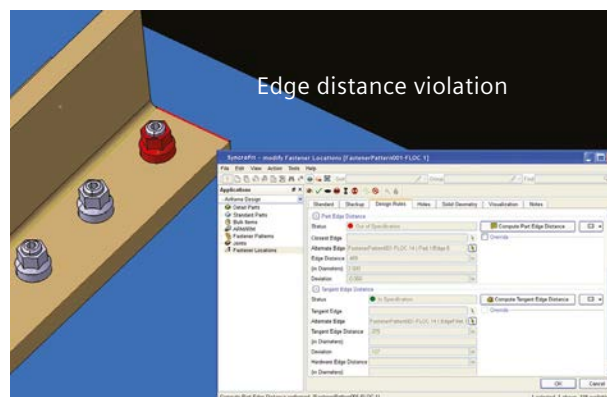 Edge distance violation
Syncrofit - modify Fastener Locations [FastenerPattern001-FLOC 1]
File Edit View Action Tools Help
Applications
Airframe Design
Detail Parts
Standard Parts
Bulk Items
Fastener Patterns
Joints
Fastener Locations
Standard Stackup Design Rules Holes Solid Geometry Visualization Notes
Part Edge Distance
Status Out of Specification Compute Part Edge Distance
Closest Edge Override
Alternate Edge
Edge Distance
(in Diameters)
Deviation
Tangent Edge Distance
Status In Specification Compute Tangent Edge Distance
Tangent Edge Override
Alternate Edge
Tangent Edge Distance
(in Diameters)
Deviation
Hardware Edge Distance
(in Diameters)
OK Cancel